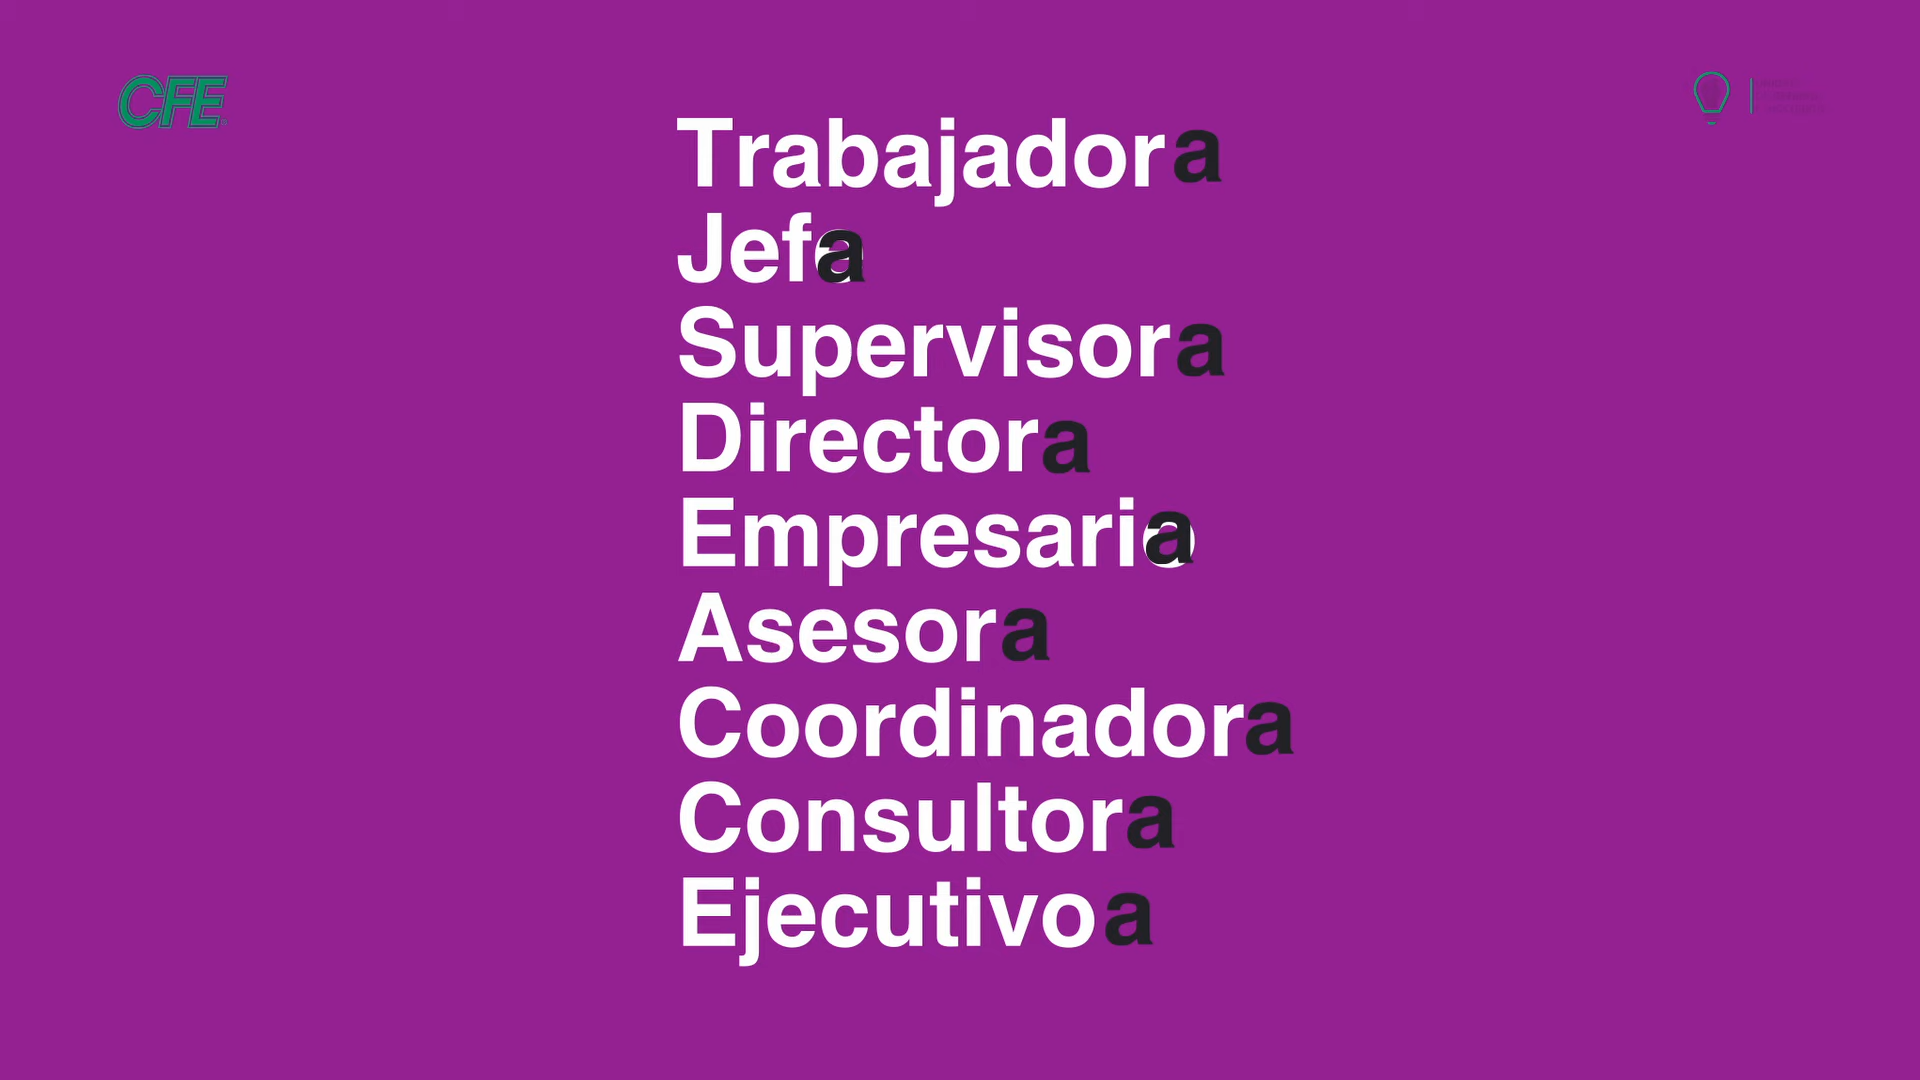 CFE
Trabajadora
Jefa
Supervisora
Directora
Empresaria
Asesora
Coordinadora
Consultora
Ejecutivoa